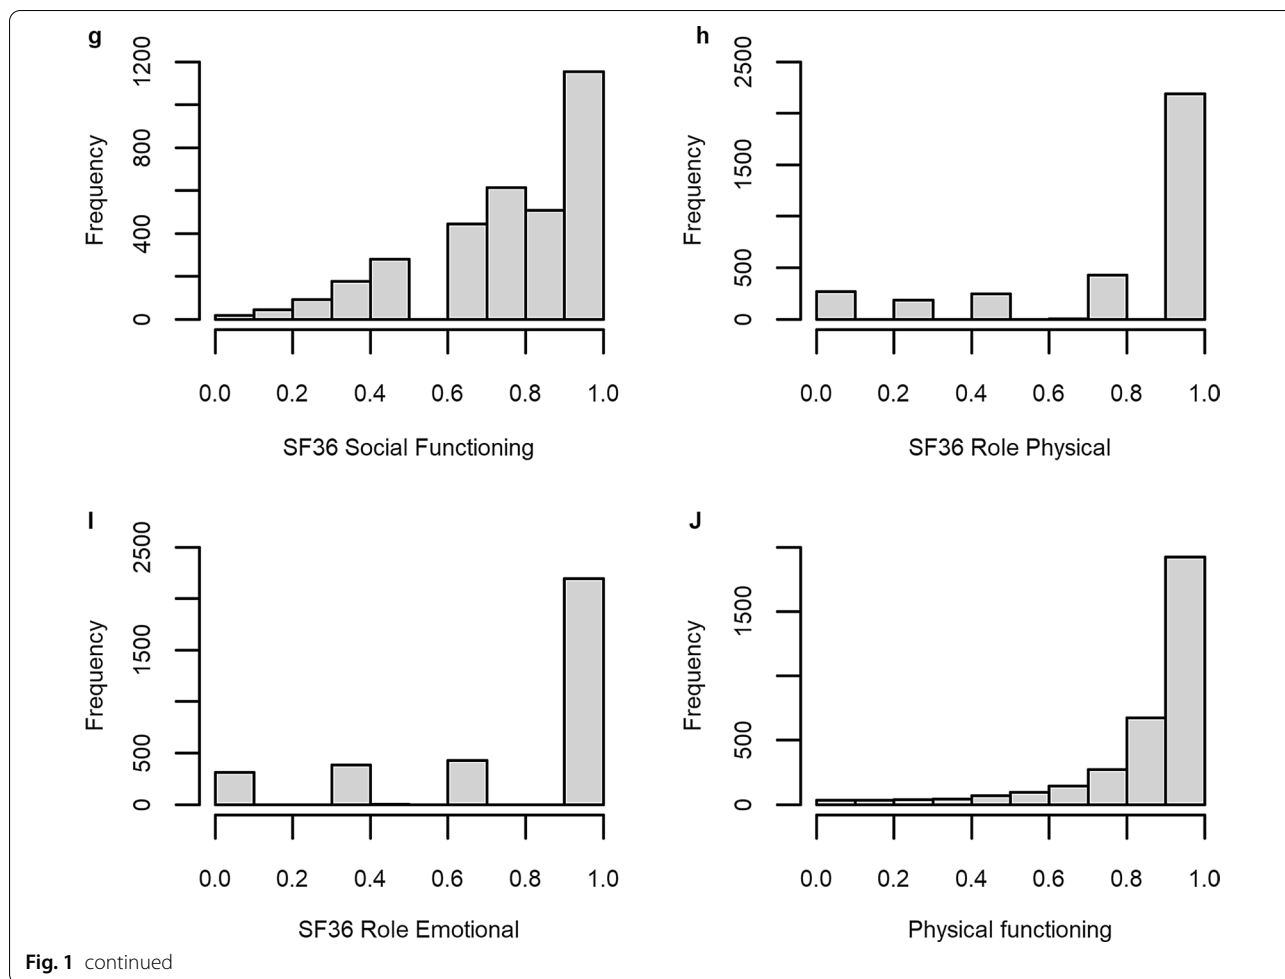 g
Frequency
0 400 800 1200
0.0 0.2 0.4 0.6 0.8 1.0
SF36 Social Functioning
h
Frequency
0 500 1500 2500
0.0 0.2 0.4 0.6 0.8 1.0
SF36 Role Physical
I
Frequency
0 500 1500 2500
0.0 0.2 0.4 0.6 0.8 1.0
SF36 Role Emotional
J
Frequency
0 500 1500
0.0 0.2 0.4 0.6 0.8 1.0
Physical functioning
Fig. 1 continued